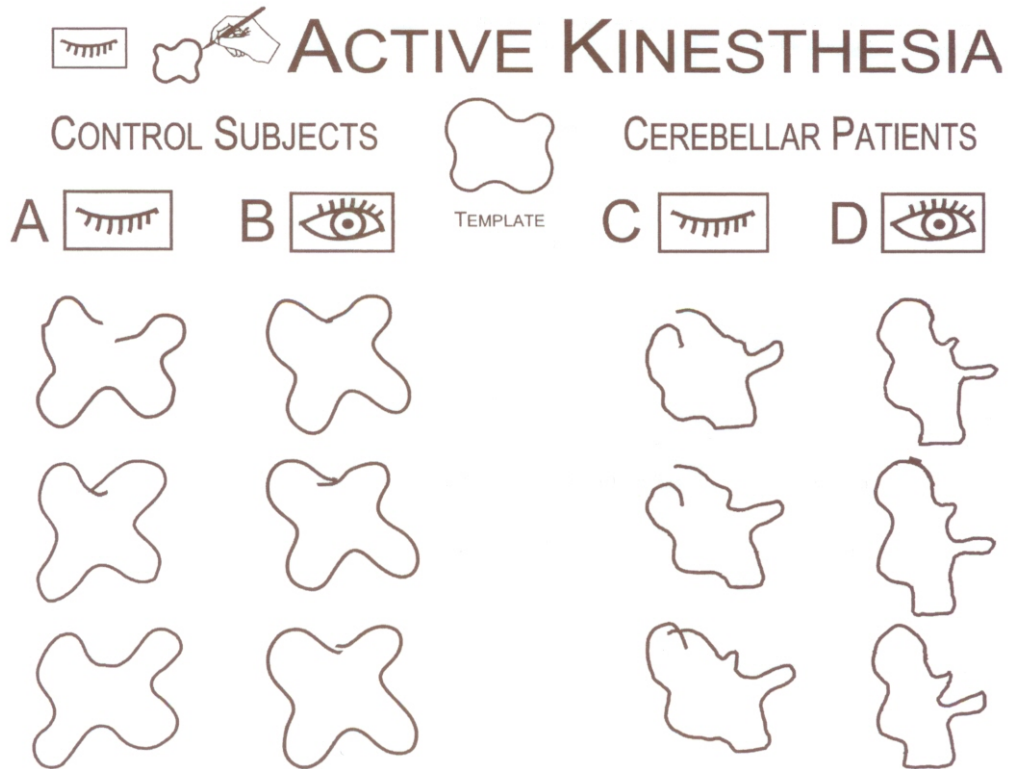 ACTIVE KINESTHESIA
CONTROL SUBJECTS
CEREBELLAR PATIENTS
TEMPLATE
A B C D